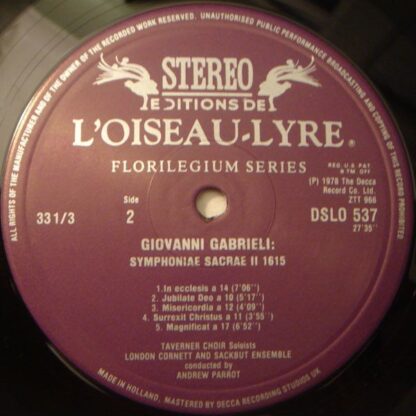 ALL RIGHTS OF THE MANUFACTURER AND OF THE OWNER OF THE RECORDED WORK RESERVED. UNAUTHORISED PUBLIC PERFORMANCE BROADCASTING AND COPYING OF THIS RECORD PROHIBITED
STEREO
EDITIONS DE
L'OISEAU-LYRE®
FLORILEGIUM SERIES
REG. U.S. PAT
& TM OFF
(P) 1978 The Decca
Record Co. Ltd.
ZTT 966
33 1/3
Side
2
DSLO 537
27'35"
GIOVANNI GABRIELI:
SYMPHONIAE SACRAE II 1615
1.In ecclesis a 14 (7'06")
2. Jubilate Deo a 10 (5'17")
3. Misericordia a 12 (4'09")
4. Surrexit Christus a 11 (3'55")
5. Magnificat a 17 (6'52")
TAVERNER CHOIR Soloists
LONDON CORNETT AND SACKBUT ENSEMBLE
conducted by
ANDREW PARROT
MADE IN HOLLAND. MASTERED BY DECCA RECORDING STUDIOS UK